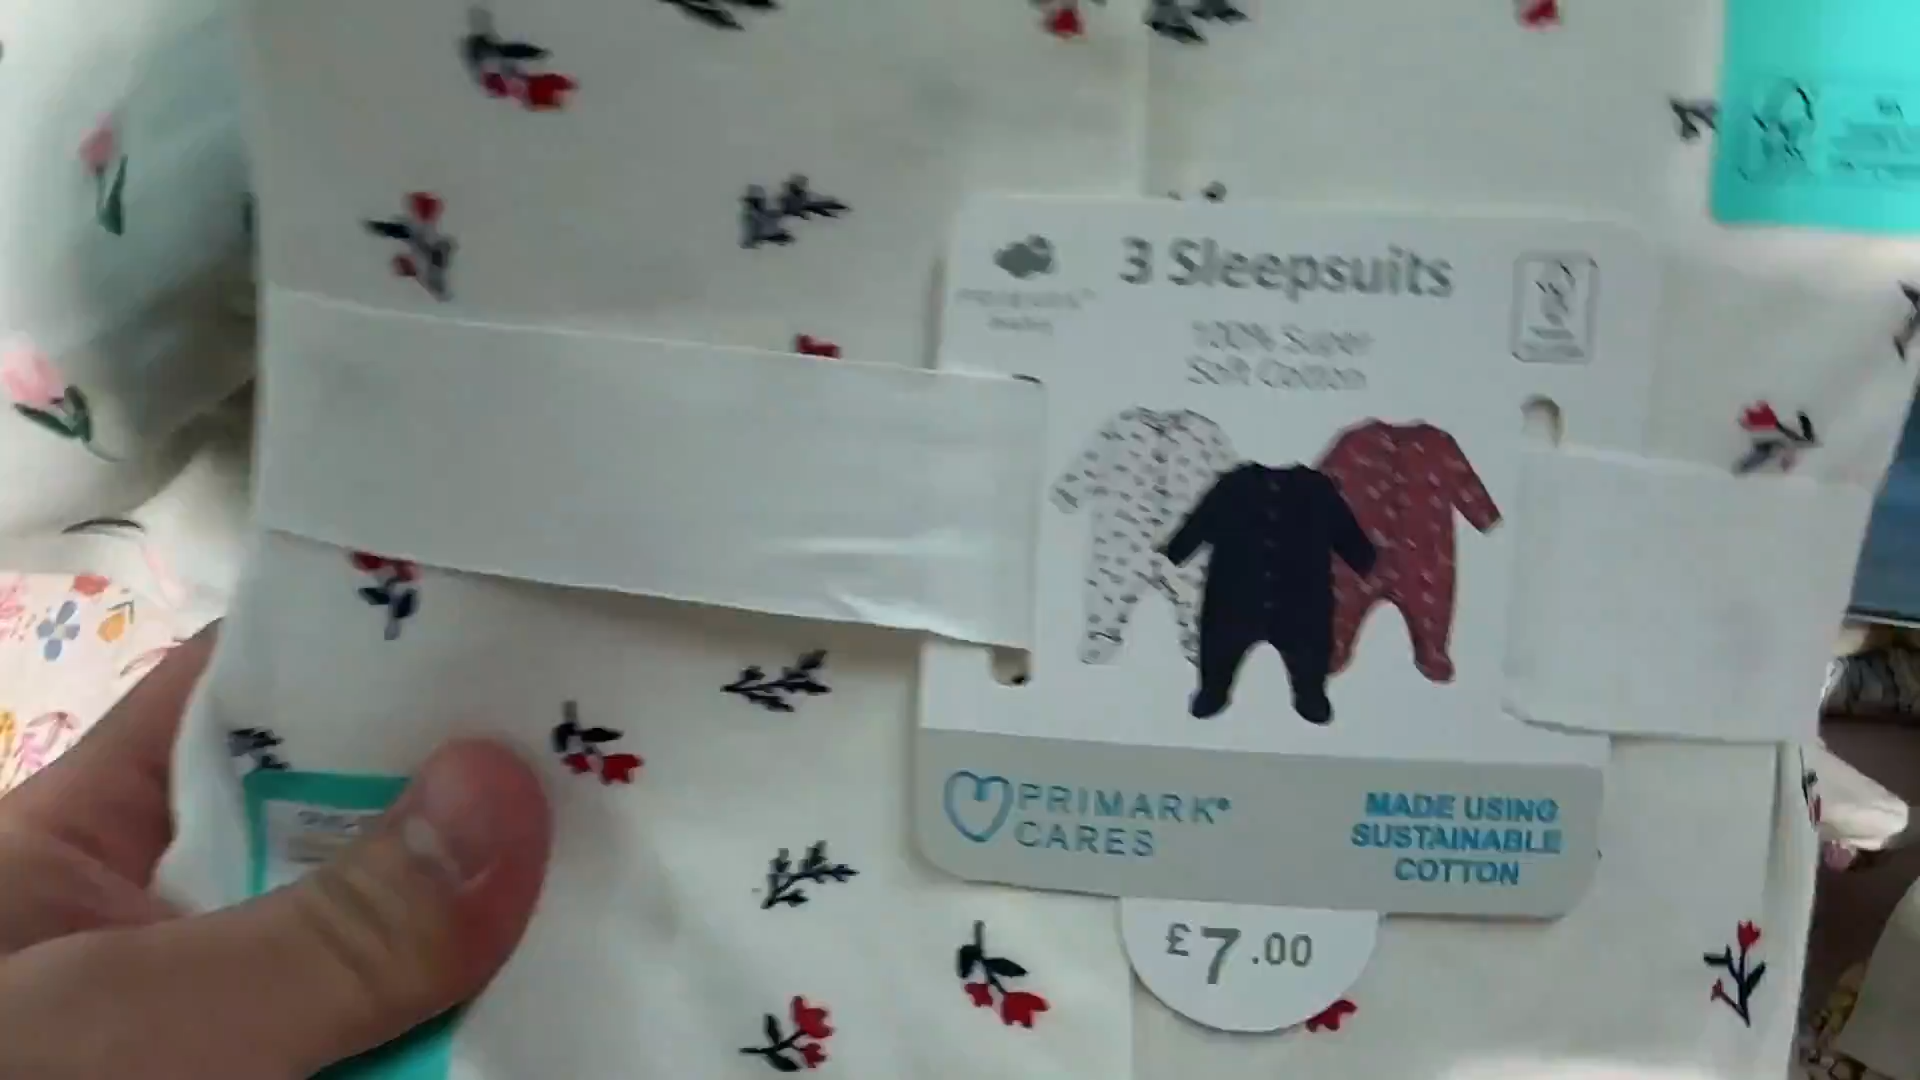 3 Sleepsuits
100% Super
Soft Cotton
PRIMARK®
CARES
MADE USING
SUSTAINABLE
COTTON
£7.00